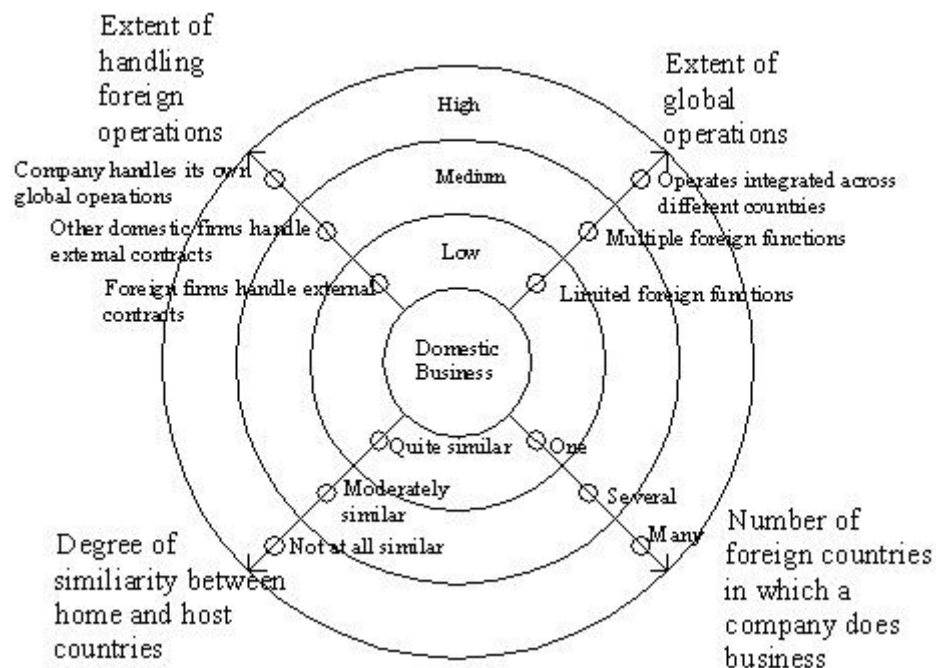 Extent of
handling
foreign
operations
Extent of
global
operations
High
Medium
Low
Company handles its own
global operations
Other domestic firms handle
external contracts
Foreign firms handle external
contracts
Operates integrated across
different countries
Multiple foreign functions
Limited foreign functions
Domestic
Business
Quite similar
Moderately
similar
Not at all similar
One
Several
Many
Degree of
similiarity between
home and host
countries
Number of
foreign countries
in which a
company does
business